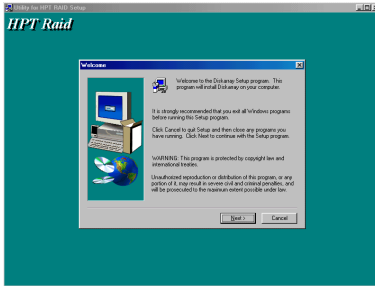 Utility for HPT RAID Setup
HPT Raid
Welcome
Welcome to the Diskarray Setup program. This
program will install Diskarray on your computer.
It is strongly recommended that you exit all Windows programs
before running this Setup program.
Click Cancel to quit Setup and then close any programs you
have running. Click Next to continue with the Setup program.
WARNING: This program is protected by copyright law and
international treaties.
Unauthorized reproduction or distribution of this program, or any
portion of it, may result in severe civil and criminal penalties, and
will be prosecuted to the maximum extent possible under law.
Next >
Cancel